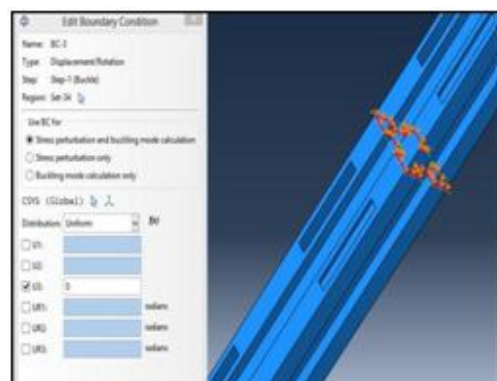 Edit Boundary Condition
Name: BC-3
Type: Displacement/Rotation
Step: Step-1 (Buckle)
Region: Set-34
Use BC for
Stress perturbation and buckling mode calculation
Stress perturbation only
Buckling mode calculation only
CSYS: (Global)
Distribution: Uniform f(x)
U1:
U2:
U3: 0
UR1: radians
UR2: radians
UR3: radians